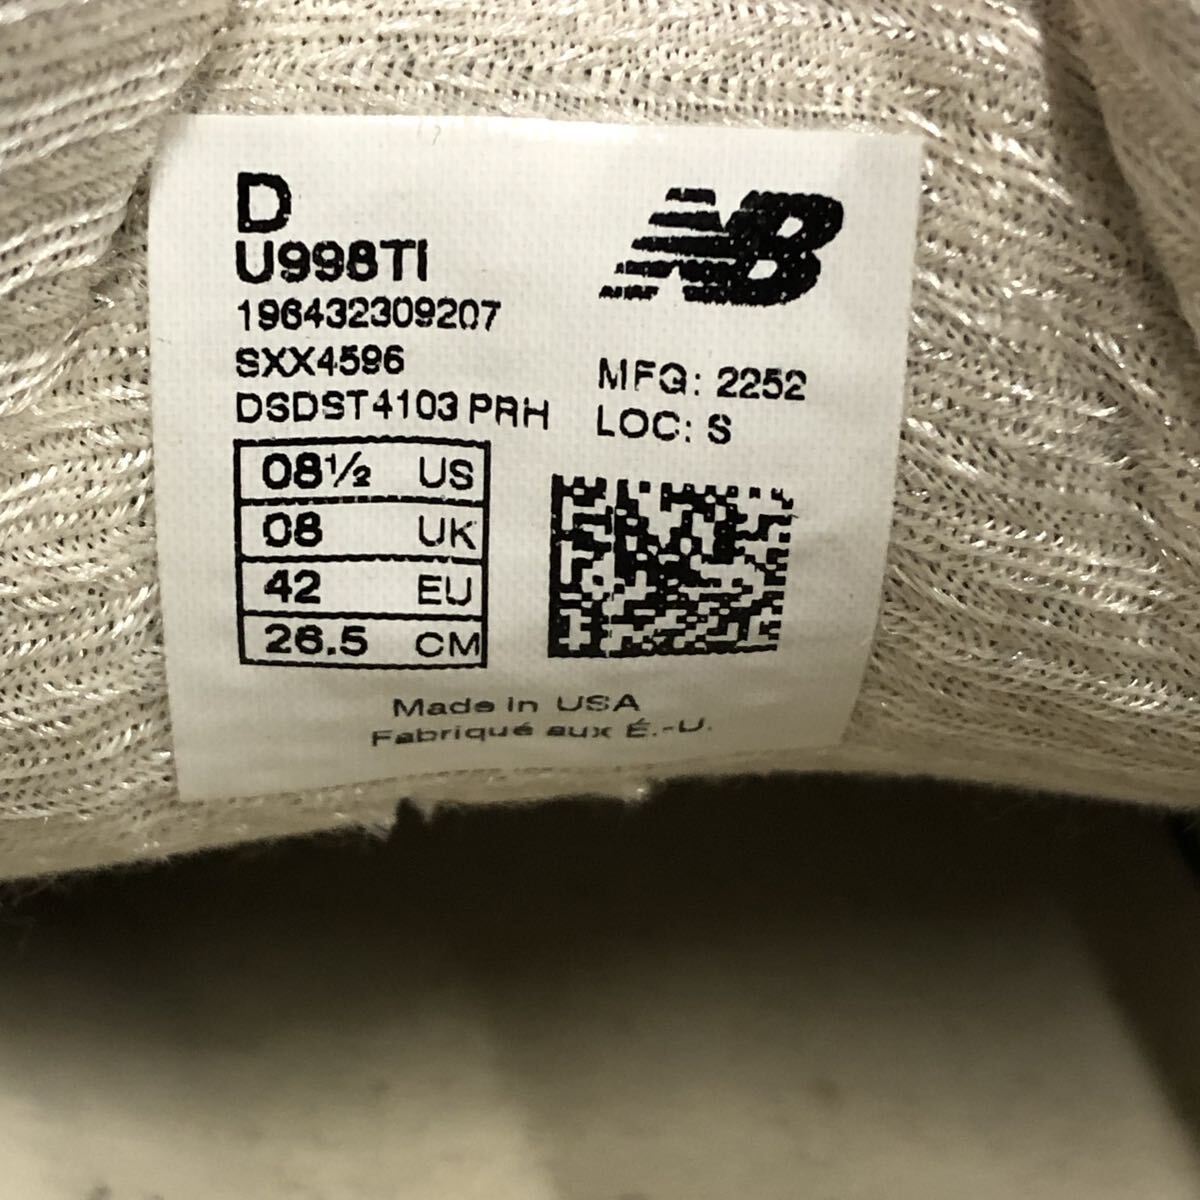 D
U998TI
NB
196432309207
SXX4596
MFG: 2252
DSDST4103 PRH
LOC: S
08½ US
08 UK
42 EU
26.5 CM
Made in USA
Fabriqué aux É.-U.